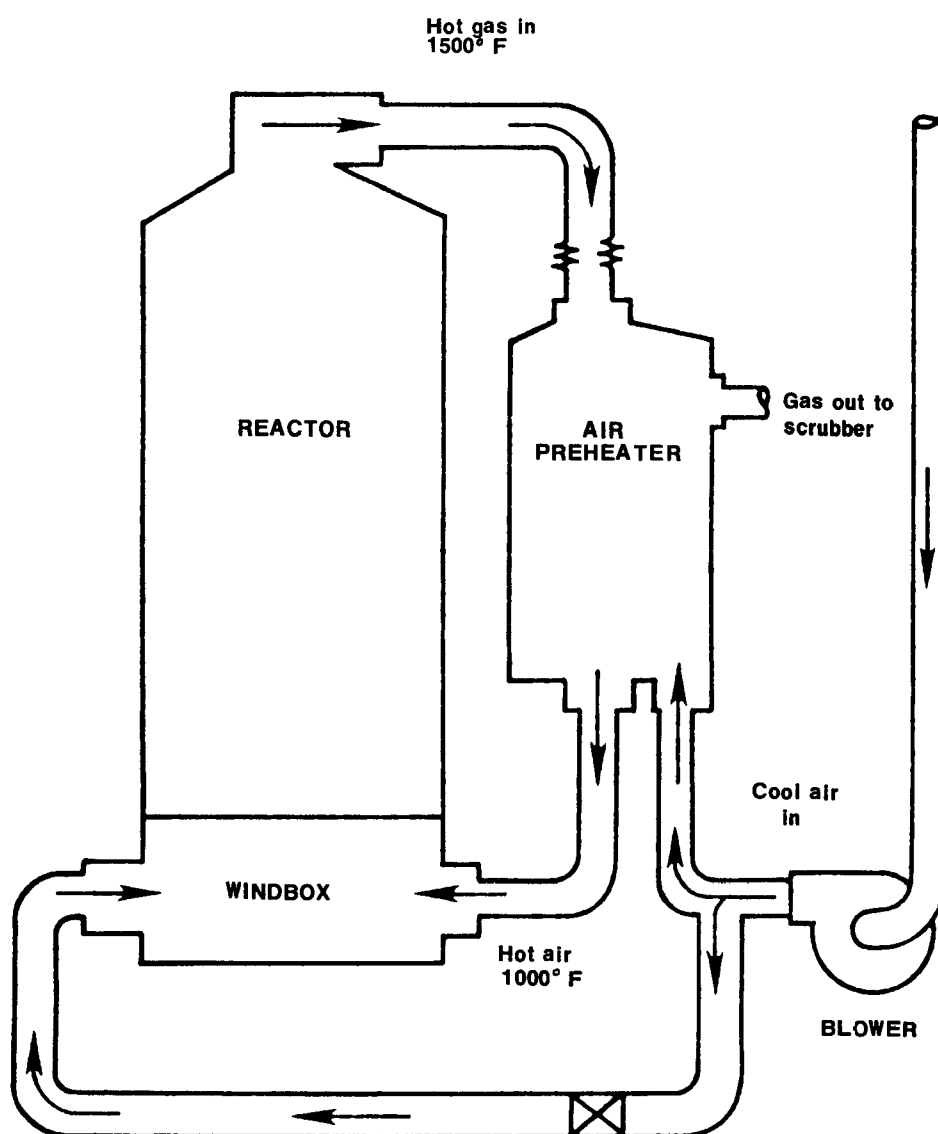 Hot gas in
1500° F
REACTOR
AIR
PREHEATER
Gas out to
scrubber
Cool air
in
WINDBOX
Hot air
1000° F
BLOWER